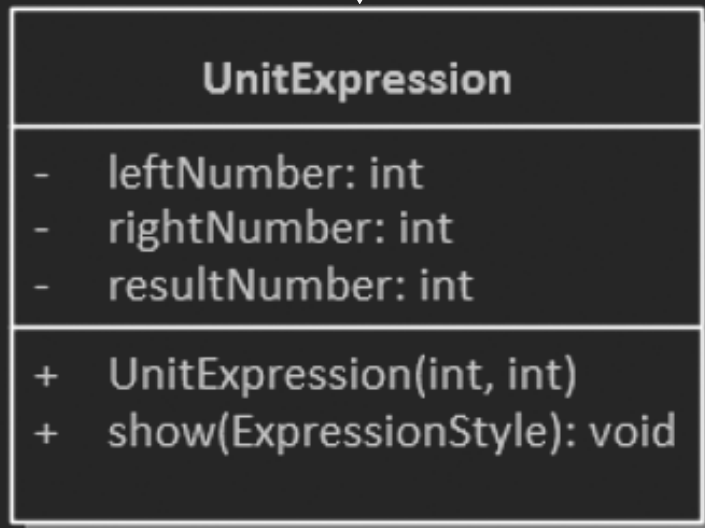 UnitExpression
- leftNumber: int
- rightNumber: int
- resultNumber: int
+ UnitExpression(int, int)
+ show(ExpressionStyle): void